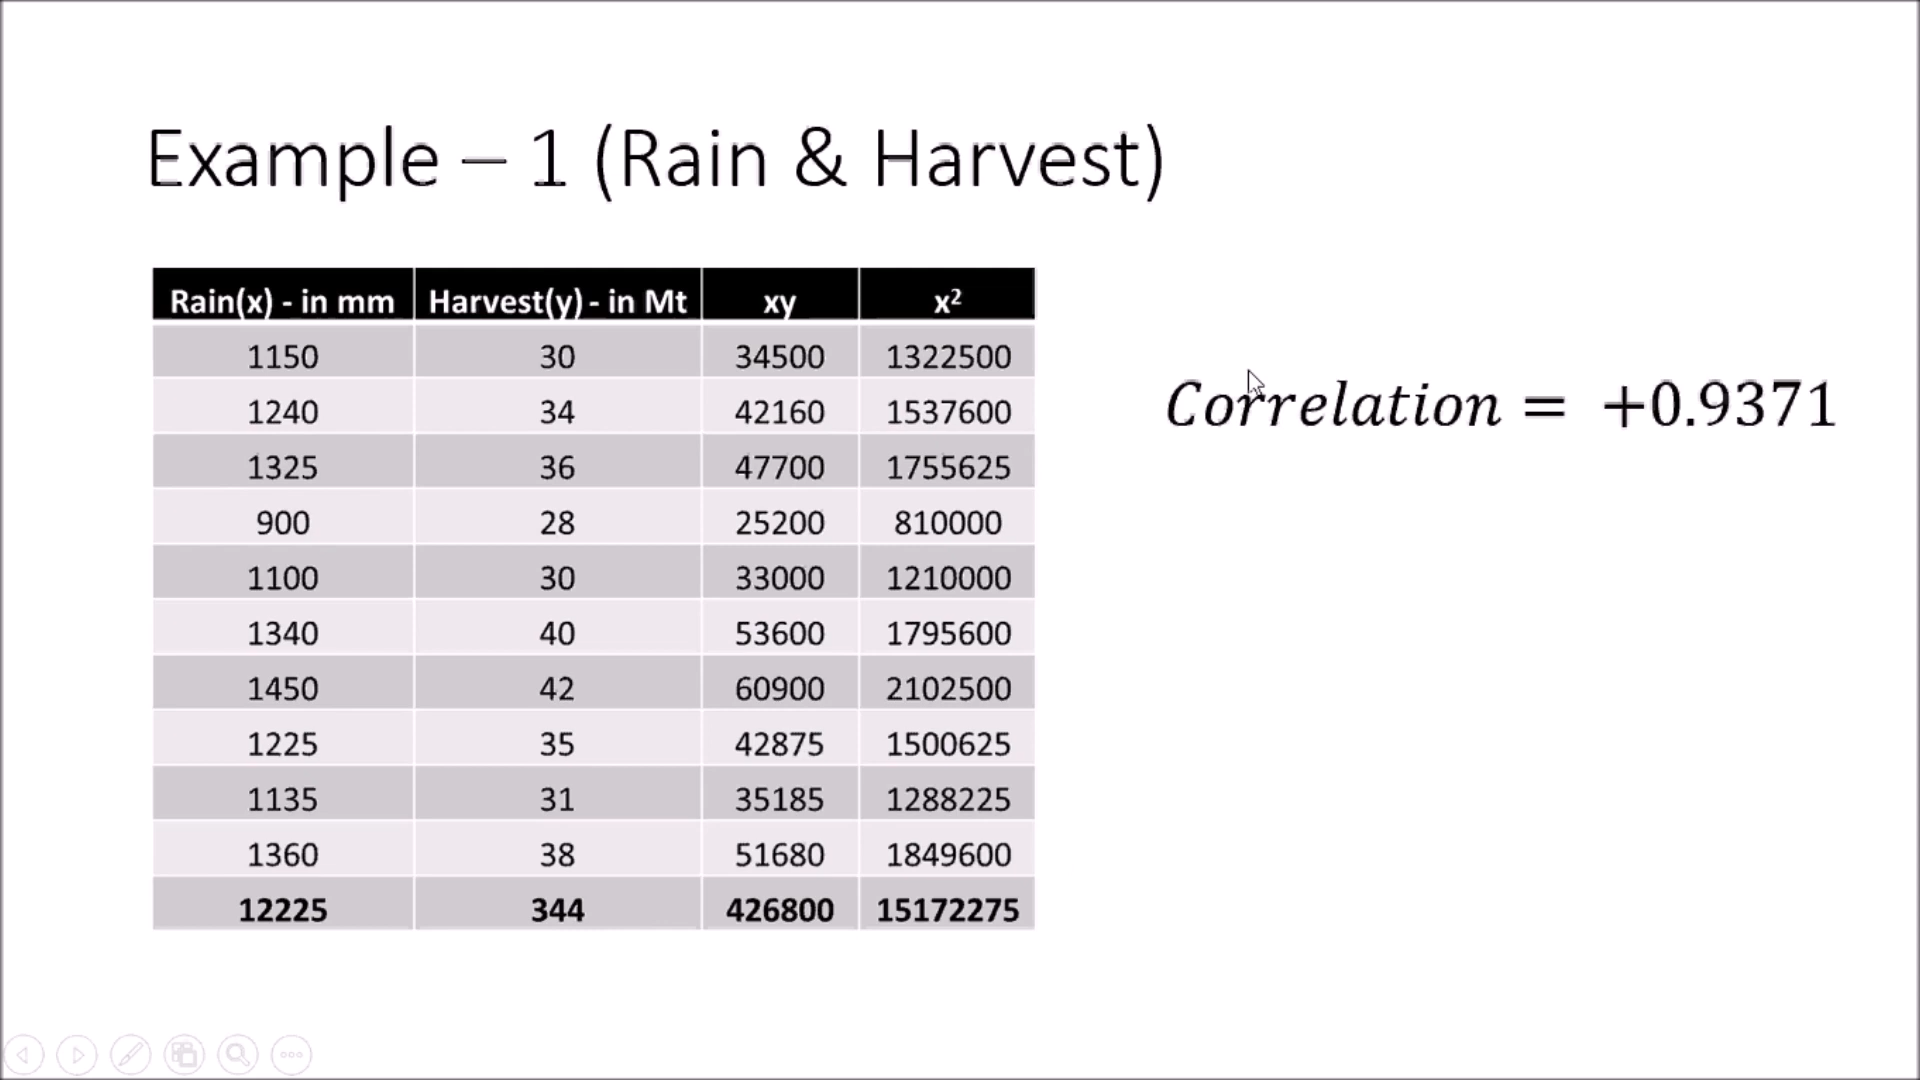 Example – 1 (Rain & Harvest)
Rain(x) - in mm Harvest(y) - in Mt xy x²
1150 30 34500 1322500
1240 34 42160 1537600
1325 36 47700 1755625
900 28 25200 810000
1100 30 33000 1210000
1340 40 53600 1795600
1450 42 60900 2102500
1225 35 42875 1500625
1135 31 35185 1288225
1360 38 51680 1849600
12225 344 426800 15172275
Correlation = +0.9371